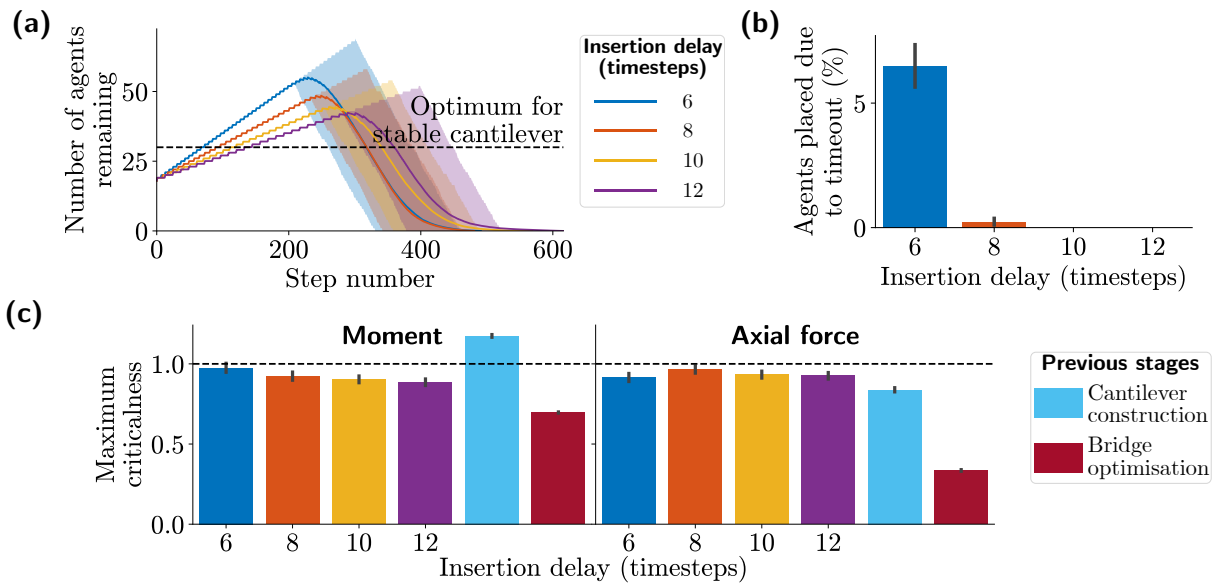 (a)
Number of agents
remaining
50
25
0
0
200
400
600
Step number
Optimum for
stable cantilever
Insertion delay
(timesteps)
6
8
10
12
(b)
Agents placed due
to timeout (%)
5
0
6
8
10
12
Insertion delay (timesteps)
(c)
Maximum
criticalness
1.0
0.5
0.0
Moment
Axial force
6
8
10
12
6
8
10
12
Insertion delay (timesteps)
Previous stages
Cantilever
construction
Bridge
optimisation